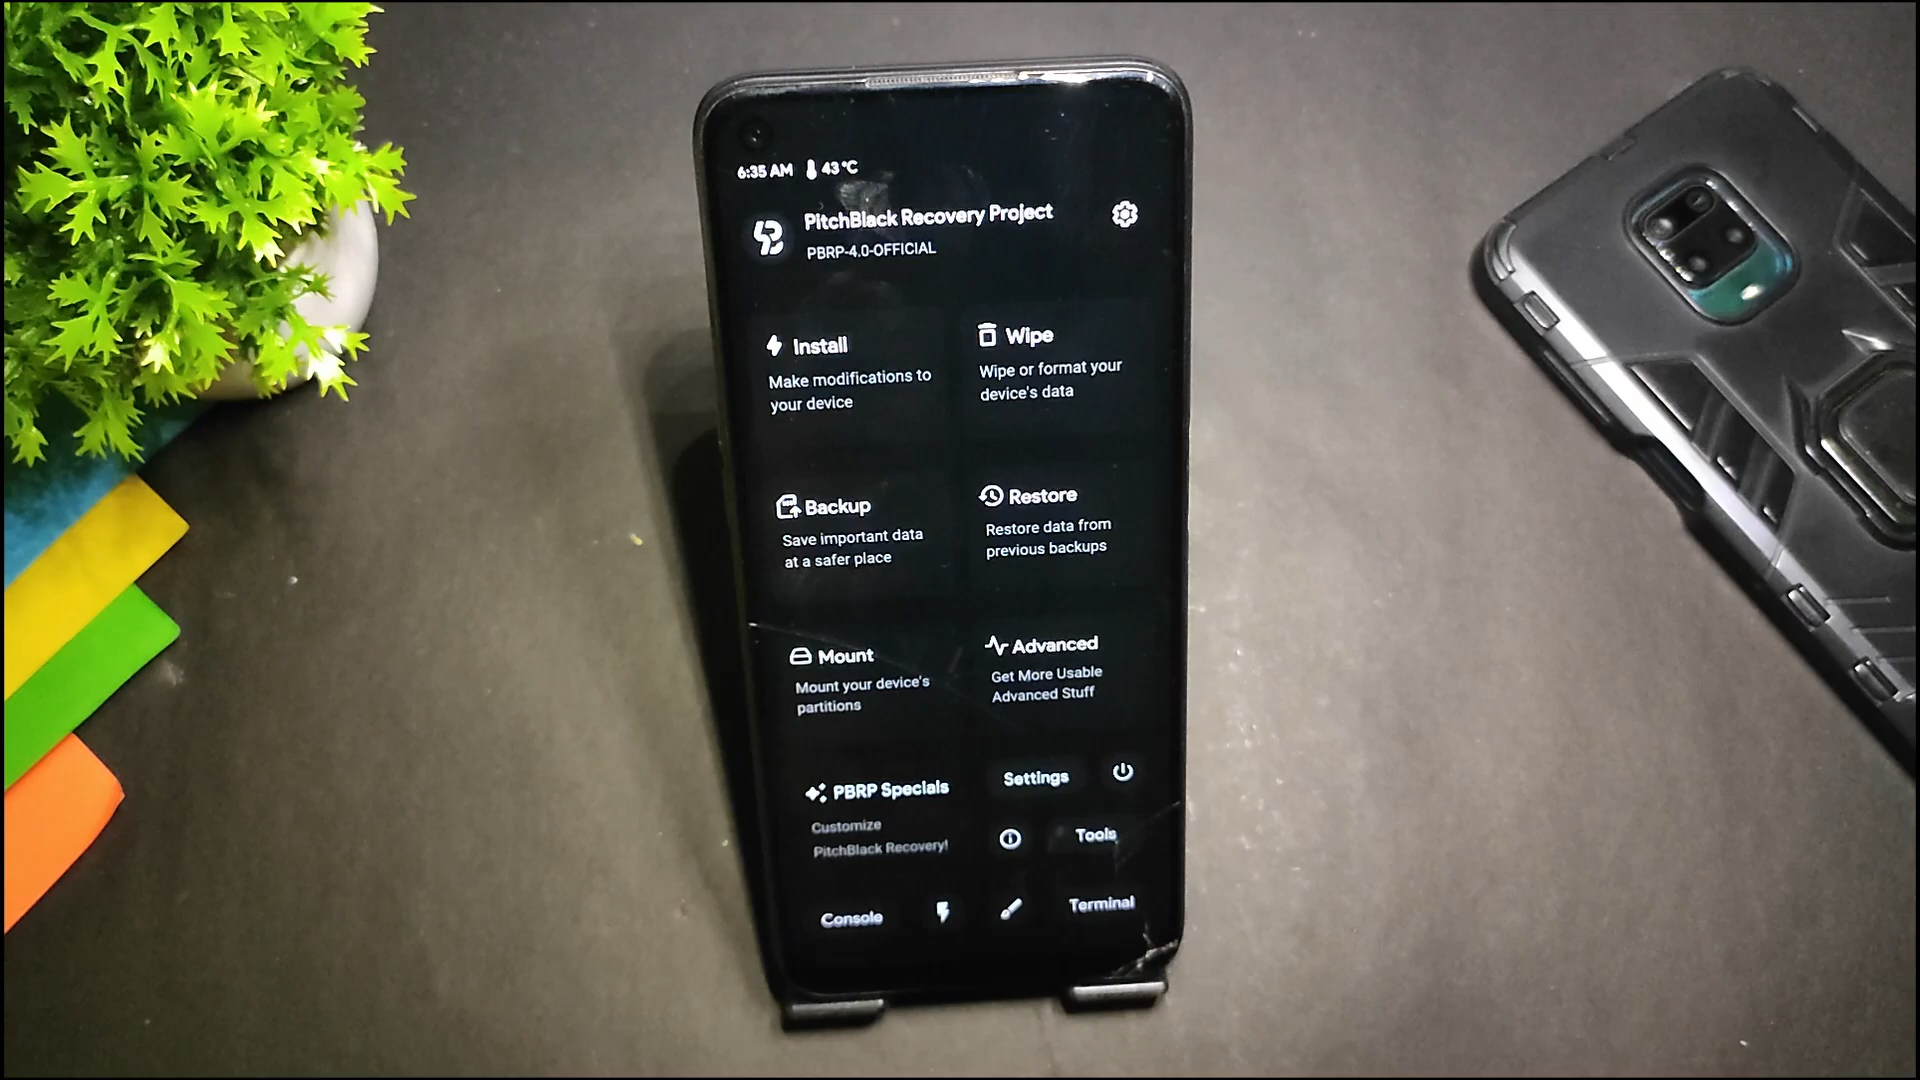 6:35 AM 43 °C
PitchBlack Recovery Project
PBRP-4.0-OFFICIAL
Install
Make modifications to
your device
Wipe
Wipe or format your
device's data
Backup
Save important data
at a safer place
Restore
Restore data from
previous backups
Mount
Mount your device's
partitions
Advanced
Get More Usable
Advanced Stuff
PBRP Specials
Customize
PitchBlack Recovery!
Settings
Tools
Console
Terminal